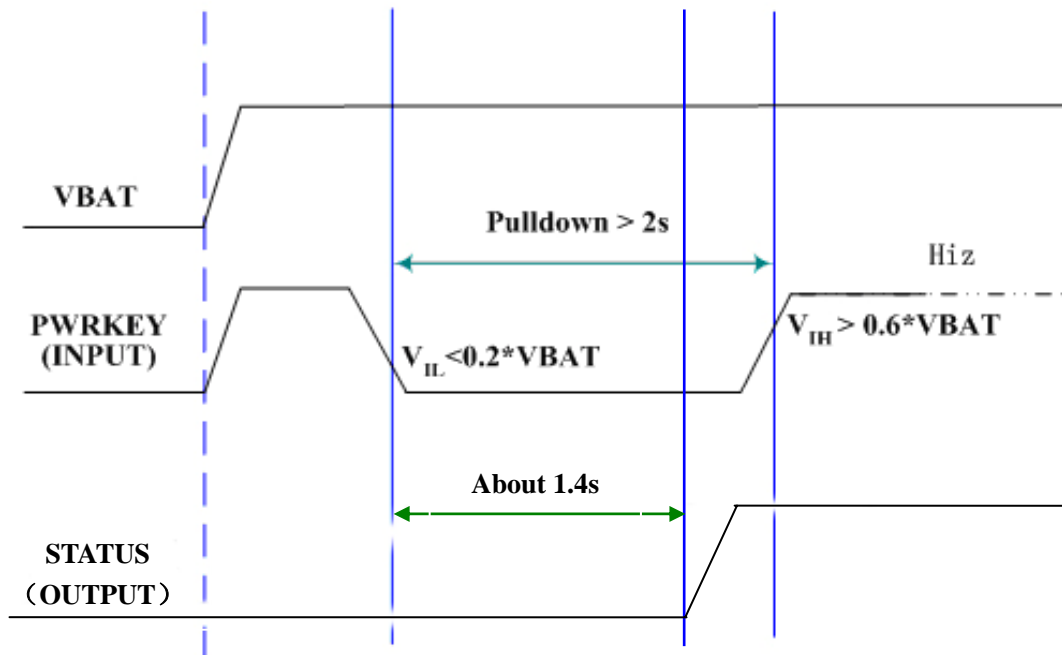 VBAT
Pulldown > 2s
Hiz
PWRKEY
(INPUT)
VIL<0.2*VBAT
VIH > 0.6*VBAT
About 1.4s
STATUS
（OUTPUT）